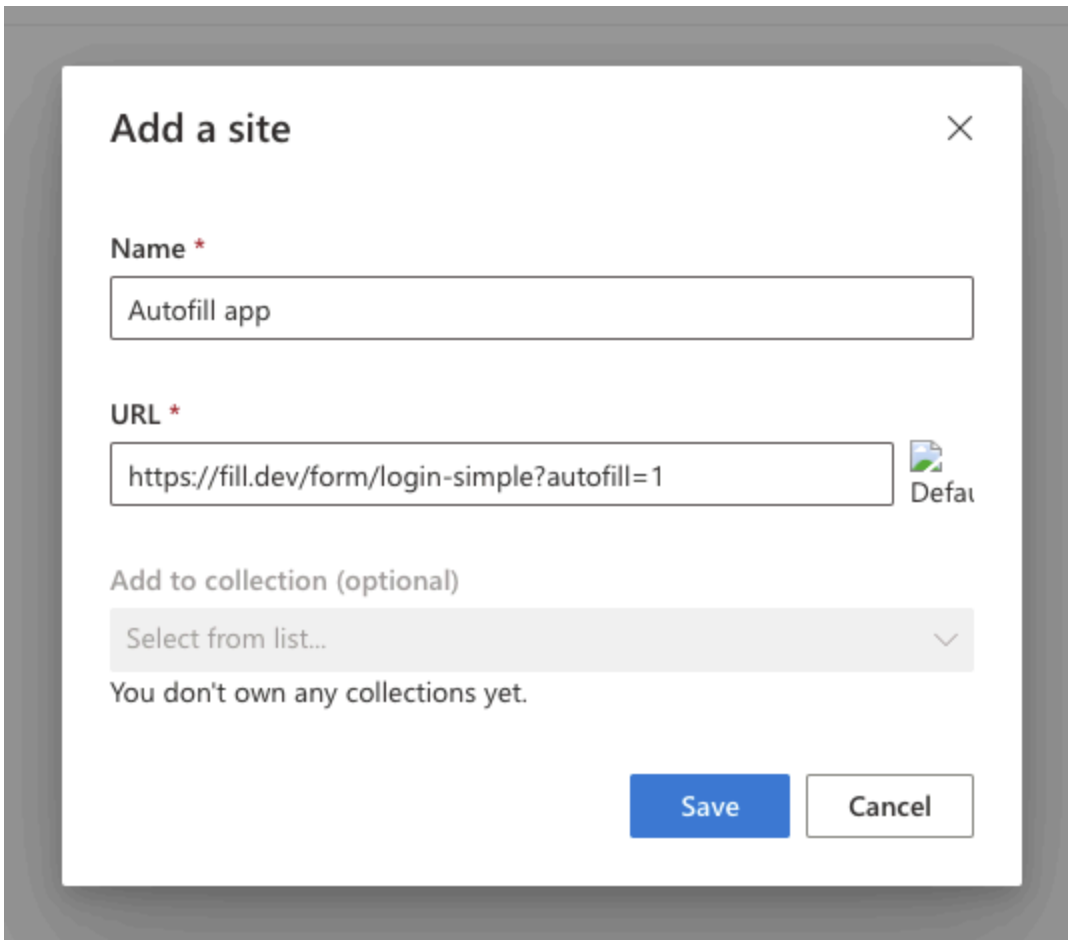 Add a site
Name *
Autofill app
URL *
https://fill.dev/form/login-simple?autofill=1
Defau
Add to collection (optional)
Select from list...
You don't own any collections yet.
Save
Cancel